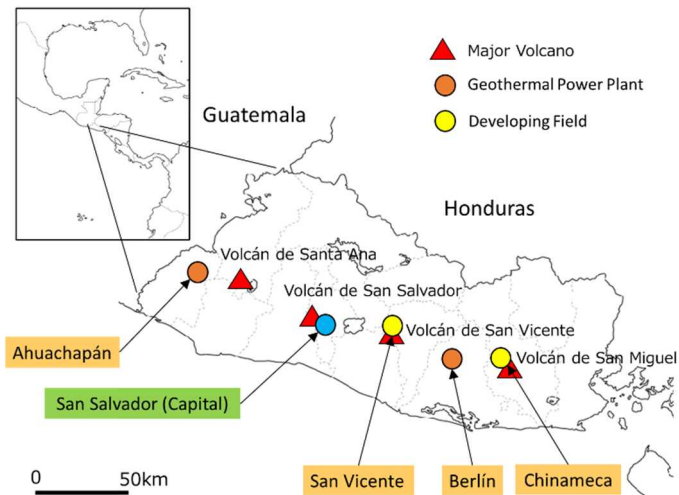 Major Volcano
Geothermal Power Plant
Developing Field
Guatemala
Honduras
Volcán de Santa Ana
Volcán de San Salvador
Volcán de San Vicente
Volcán de San Miguel
Ahuachapán
San Salvador (Capital)
San Vicente
Berlín
Chinameca
0 50km